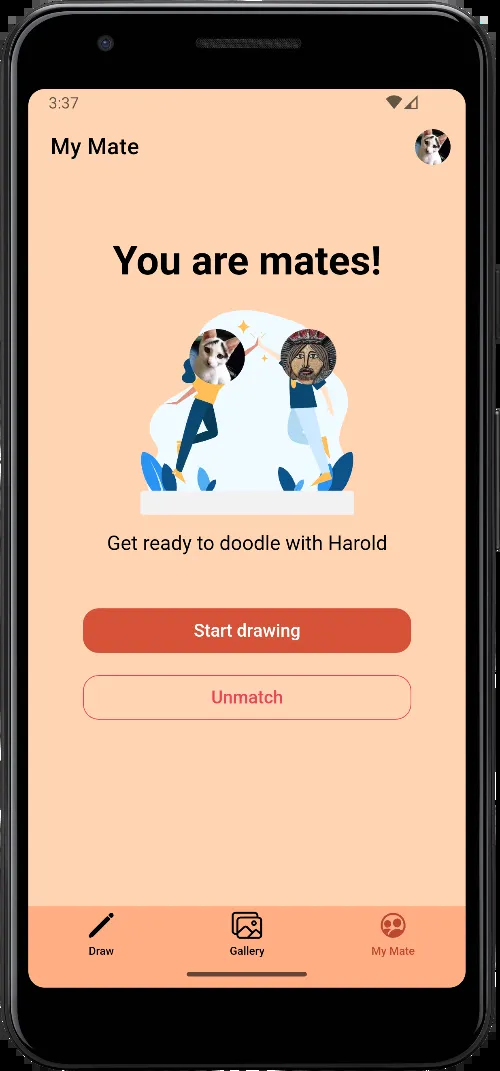 3:37
My Mate
You are mates!
Get ready to doodle with Harold
Start drawing
Unmatch
Draw
Gallery
My Mate